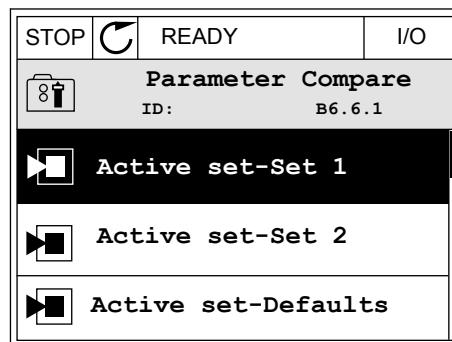 STOP READY I/O
Parameter Compare
ID: B6.6.1
Active set-Set 1
Active set-Set 2
Active set-Defaults